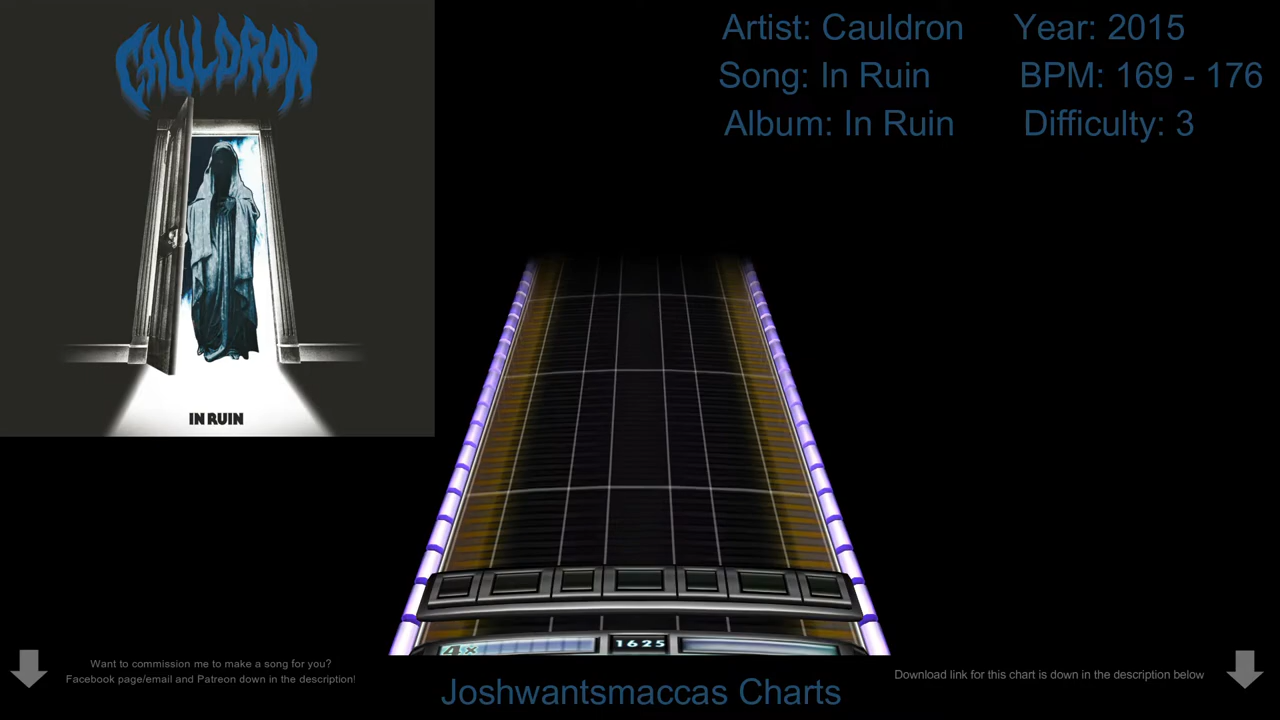 CAULDRON
IN RUIN
Artist: Cauldron
Year: 2015
Song: In Ruin
BPM: 169 - 176
Album: In Ruin
Difficulty: 3
4x
1625
Want to commission me to make a song for you?
Facebook page/email and Patreon down in the description!
Joshwantsmaccas Charts
Download link for this chart is down in the description below